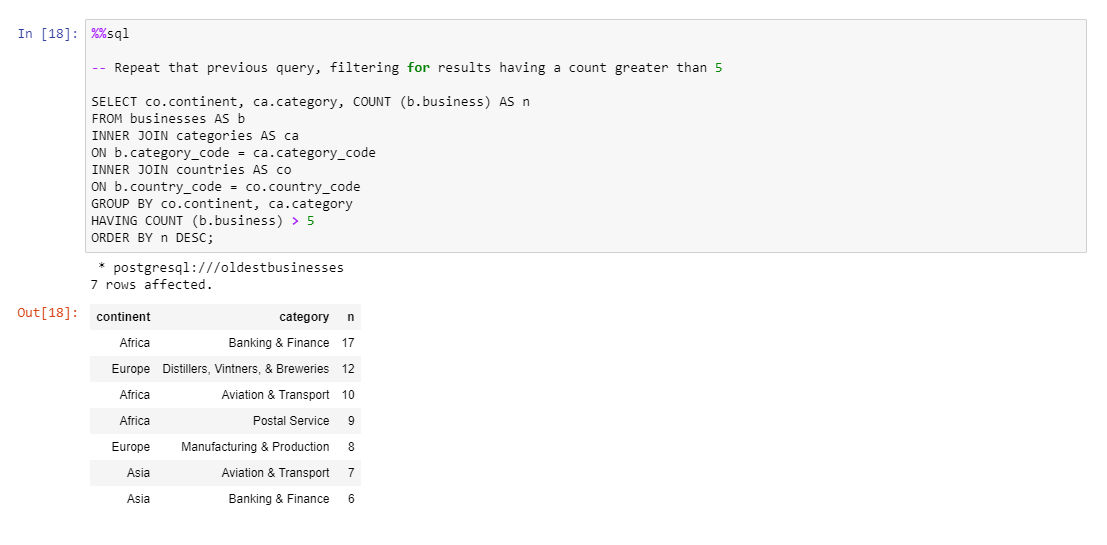 In [18]: %%sql
-- Repeat that previous query, filtering for results having a count greater than 5
SELECT co.continent, ca.category, COUNT (b.business) AS n
FROM businesses AS b
INNER JOIN categories AS ca
ON b.category_code = ca.category_code
INNER JOIN countries AS co
ON b.country_code = co.country_code
GROUP BY co.continent, ca.category
HAVING COUNT (b.business) > 5
ORDER BY n DESC;
* postgresql:///oldestbusinesses
7 rows affected.
Out[18]: continent category n
Africa Banking & Finance 17
Europe Distillers, Vintners, & Breweries 12
Africa Aviation & Transport 10
Africa Postal Service 9
Europe Manufacturing & Production 8
Asia Aviation & Transport 7
Asia Banking & Finance 6